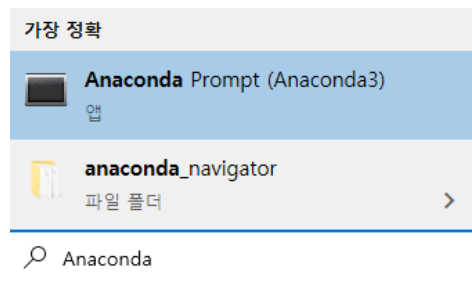 가장 정확
Anaconda Prompt (Anaconda3)
앱
anaconda_navigator
파일 폴더
Anaconda